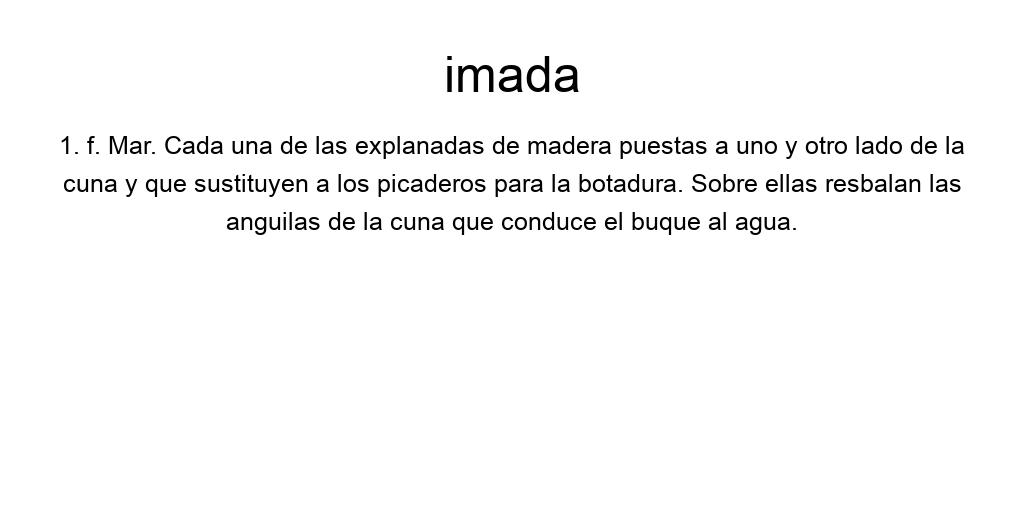 imada
1. f. Mar. Cada una de las explanadas de madera puestas a uno y otro lado de la
cuna y que sustituyen a los picaderos para la botadura. Sobre ellas resbalan las
anguilas de la cuna que conduce el buque al agua.